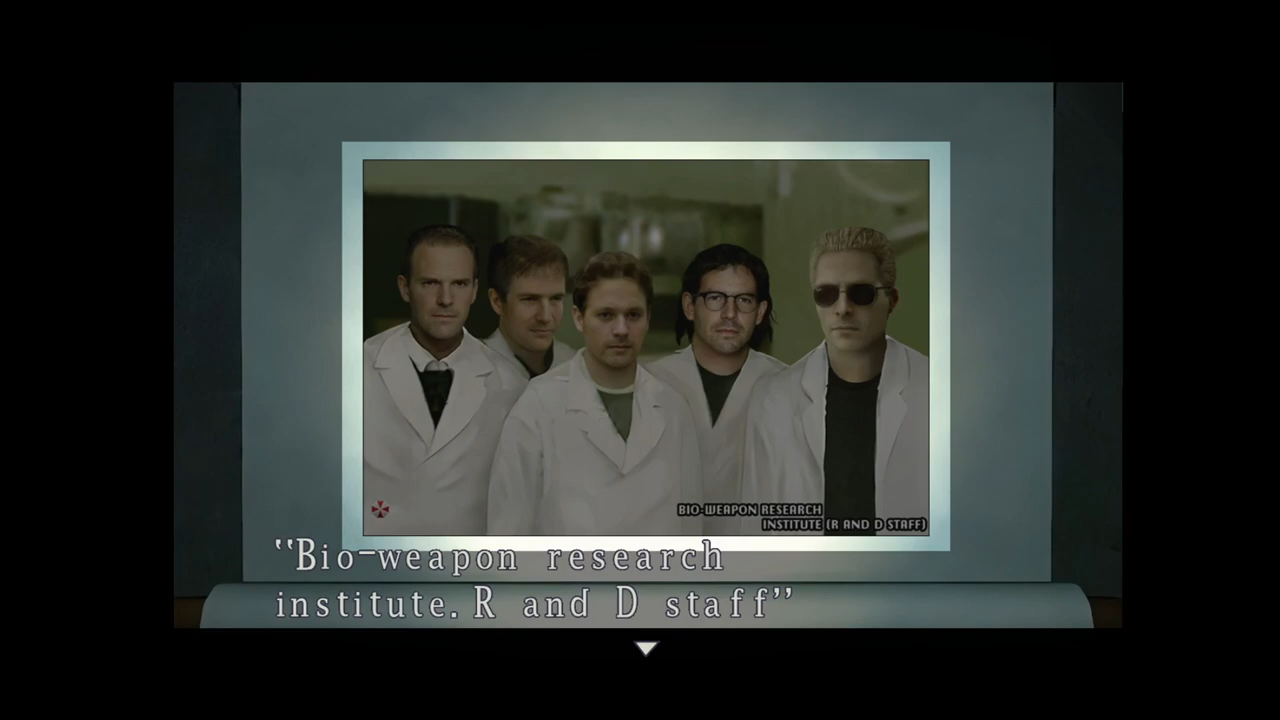 BIO-WEAPON RESEARCH
INSTITUTE (R AND D STAFF)
“Bio-weapon research
institute. R and D staff”